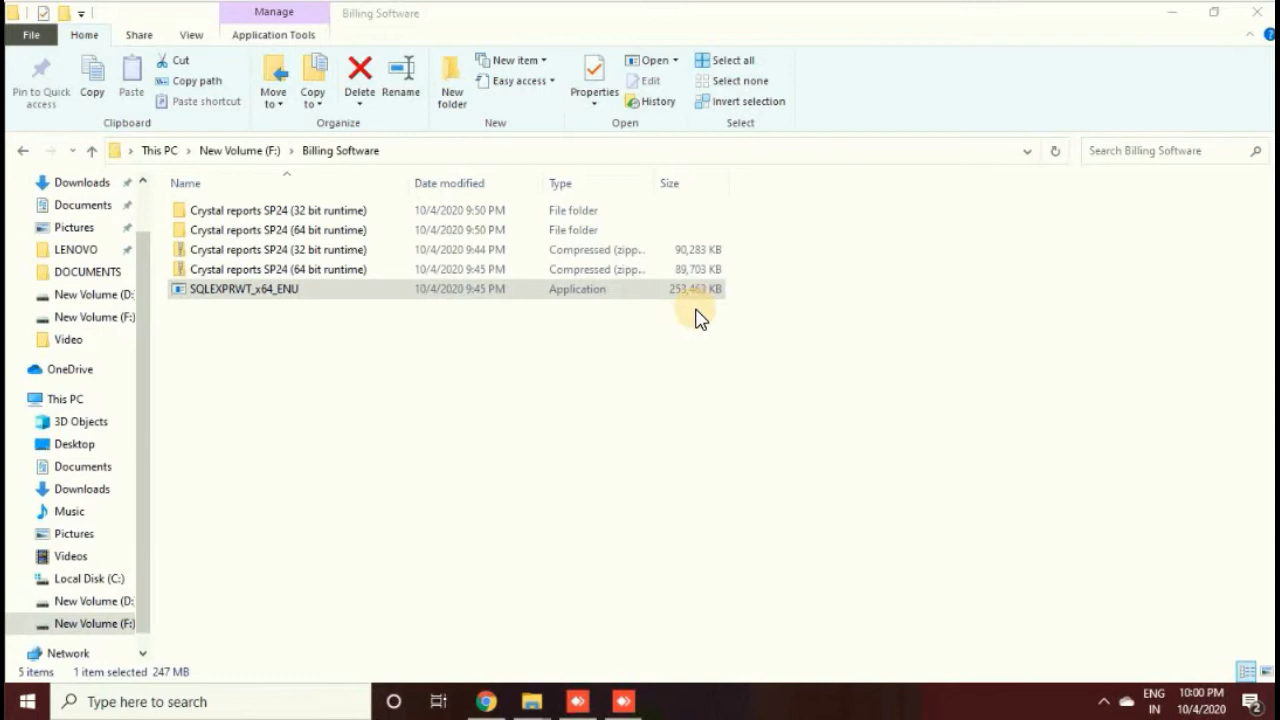 Manage
Billing Software
File
Home
Share
View
Application Tools
Pin to Quick access
Copy
Paste
Cut
Copy path
Paste shortcut
Clipboard
Move to
Copy to
Delete
Rename
Organize
New folder
New item
Easy access
New
Properties
Open
Edit
History
Open
Select all
Select none
Invert selection
Select
This PC > New Volume (F:) > Billing Software
Search Billing Software
Name Date modified Type Size
Crystal reports SP24 (32 bit runtime) 10/4/2020 9:50 PM File folder
Crystal reports SP24 (64 bit runtime) 10/4/2020 9:50 PM File folder
Crystal reports SP24 (32 bit runtime) 10/4/2020 9:44 PM Compressed (zipp... 90,283 KB
Crystal reports SP24 (64 bit runtime) 10/4/2020 9:45 PM Compressed (zipp... 89,703 KB
SQLEXPRWT_x64_ENU 10/4/2020 9:45 PM Application 253,463 KB
Downloads
Documents
Pictures
LENOVO
DOCUMENTS
New Volume (D:
New Volume (F:)
Video
OneDrive
This PC
3D Objects
Desktop
Documents
Downloads
Music
Pictures
Videos
Local Disk (C:)
New Volume (D:
New Volume (F:)
Network
5 items 1 item selected 247 MB
Type here to search
ENG
IN
10:00 PM
10/4/2020
2